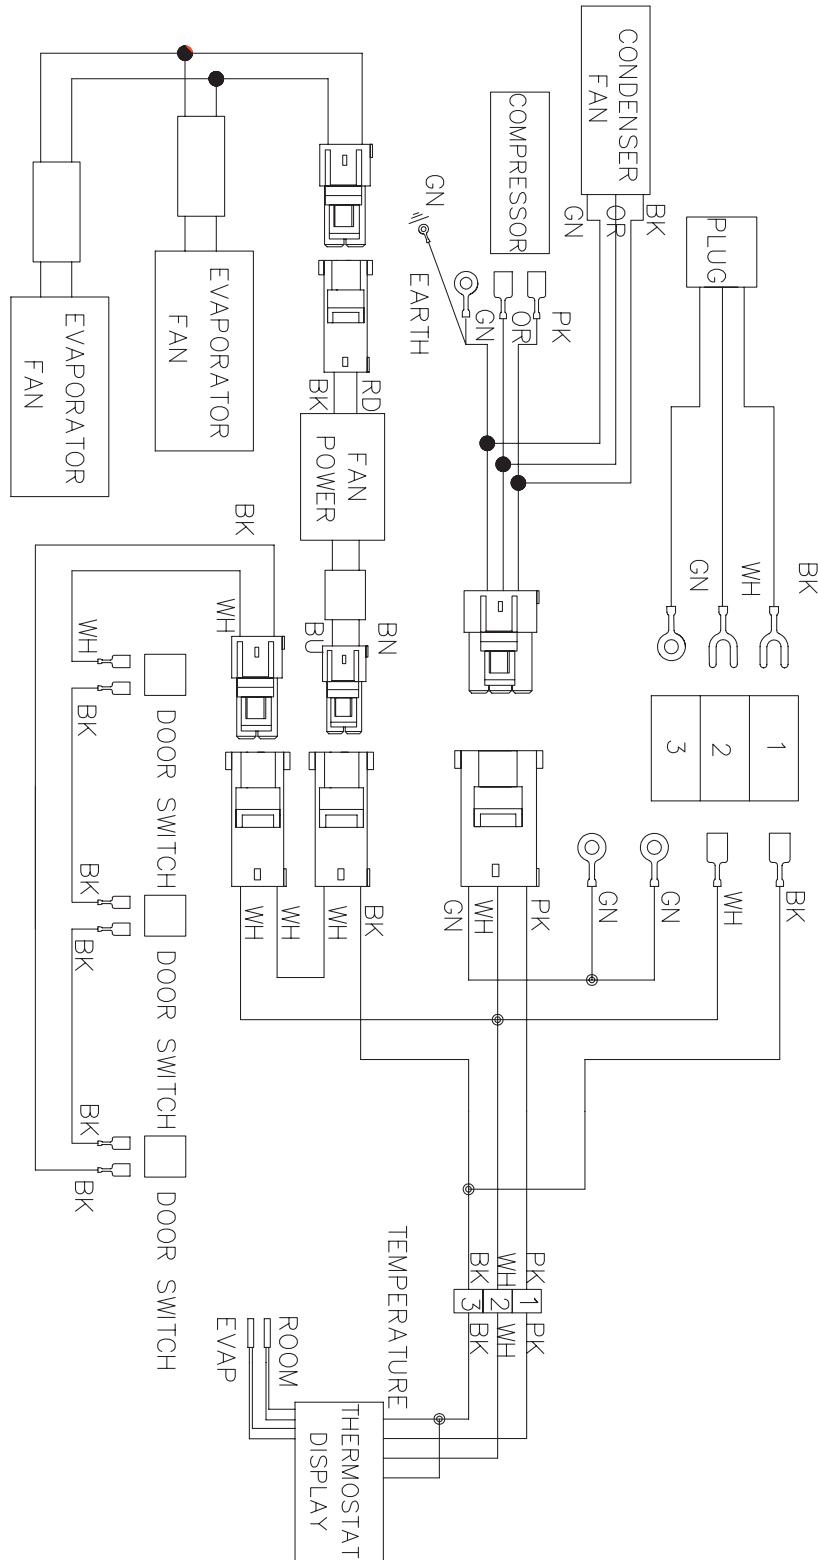 CONDENSER
FAN
GN
OR
BK
COMPRESSOR
GN
EARTH
GN
OR
PK
PLUG
GN
WH
BK
EVAPORATOR
FAN
EVAPORATOR
FAN
BK
RD
FAN
POWER
BU
BN
BK
WH
WH
BK
DOOR SWITCH
BK
BK
DOOR SWITCH
BK
BK
DOOR SWITCH
3
2
1
WH
WH
WH
BK
GN
WH
PK
GN
GN
WH
BK
BK
WH
PK
3
2
1
BK
WH
PK
TEMPERATURE
ROOM
EVAP
THERMOSTAT
DISPLAY